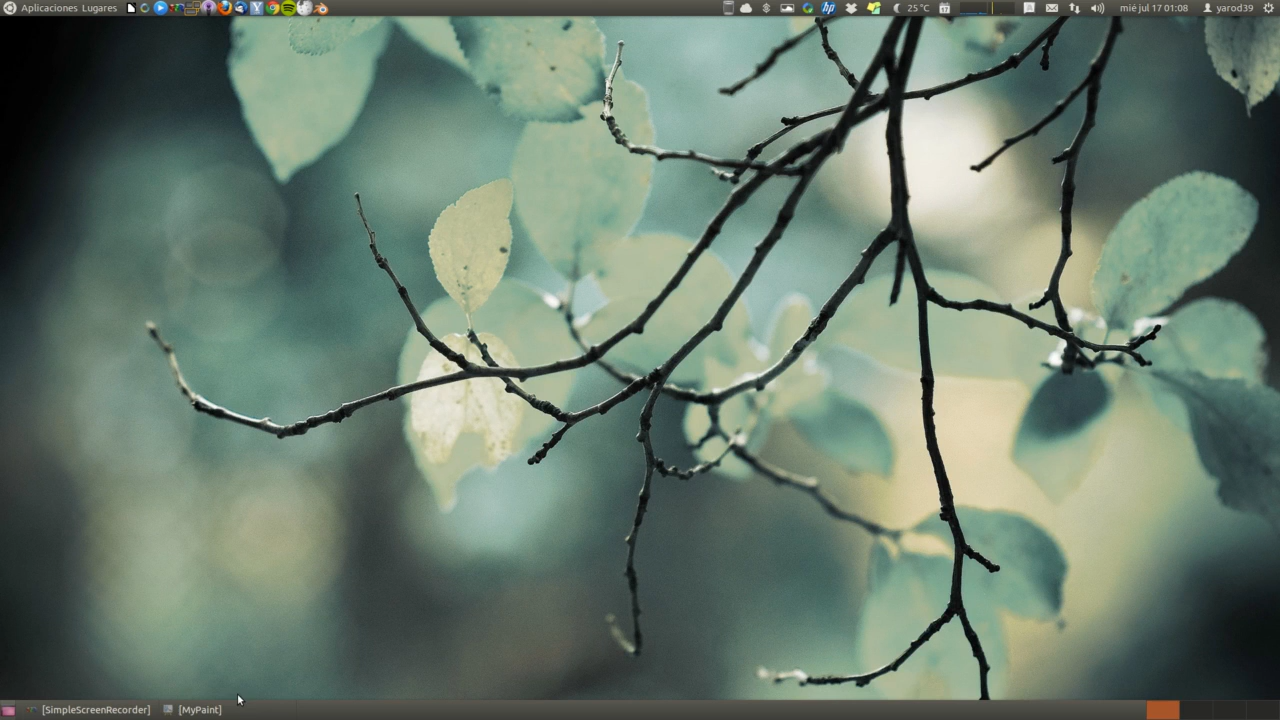 Aplicaciones Lugares 25 °C mié jul 17 01:08 yarod39
[SimpleScreenRecorder] [MyPaint]